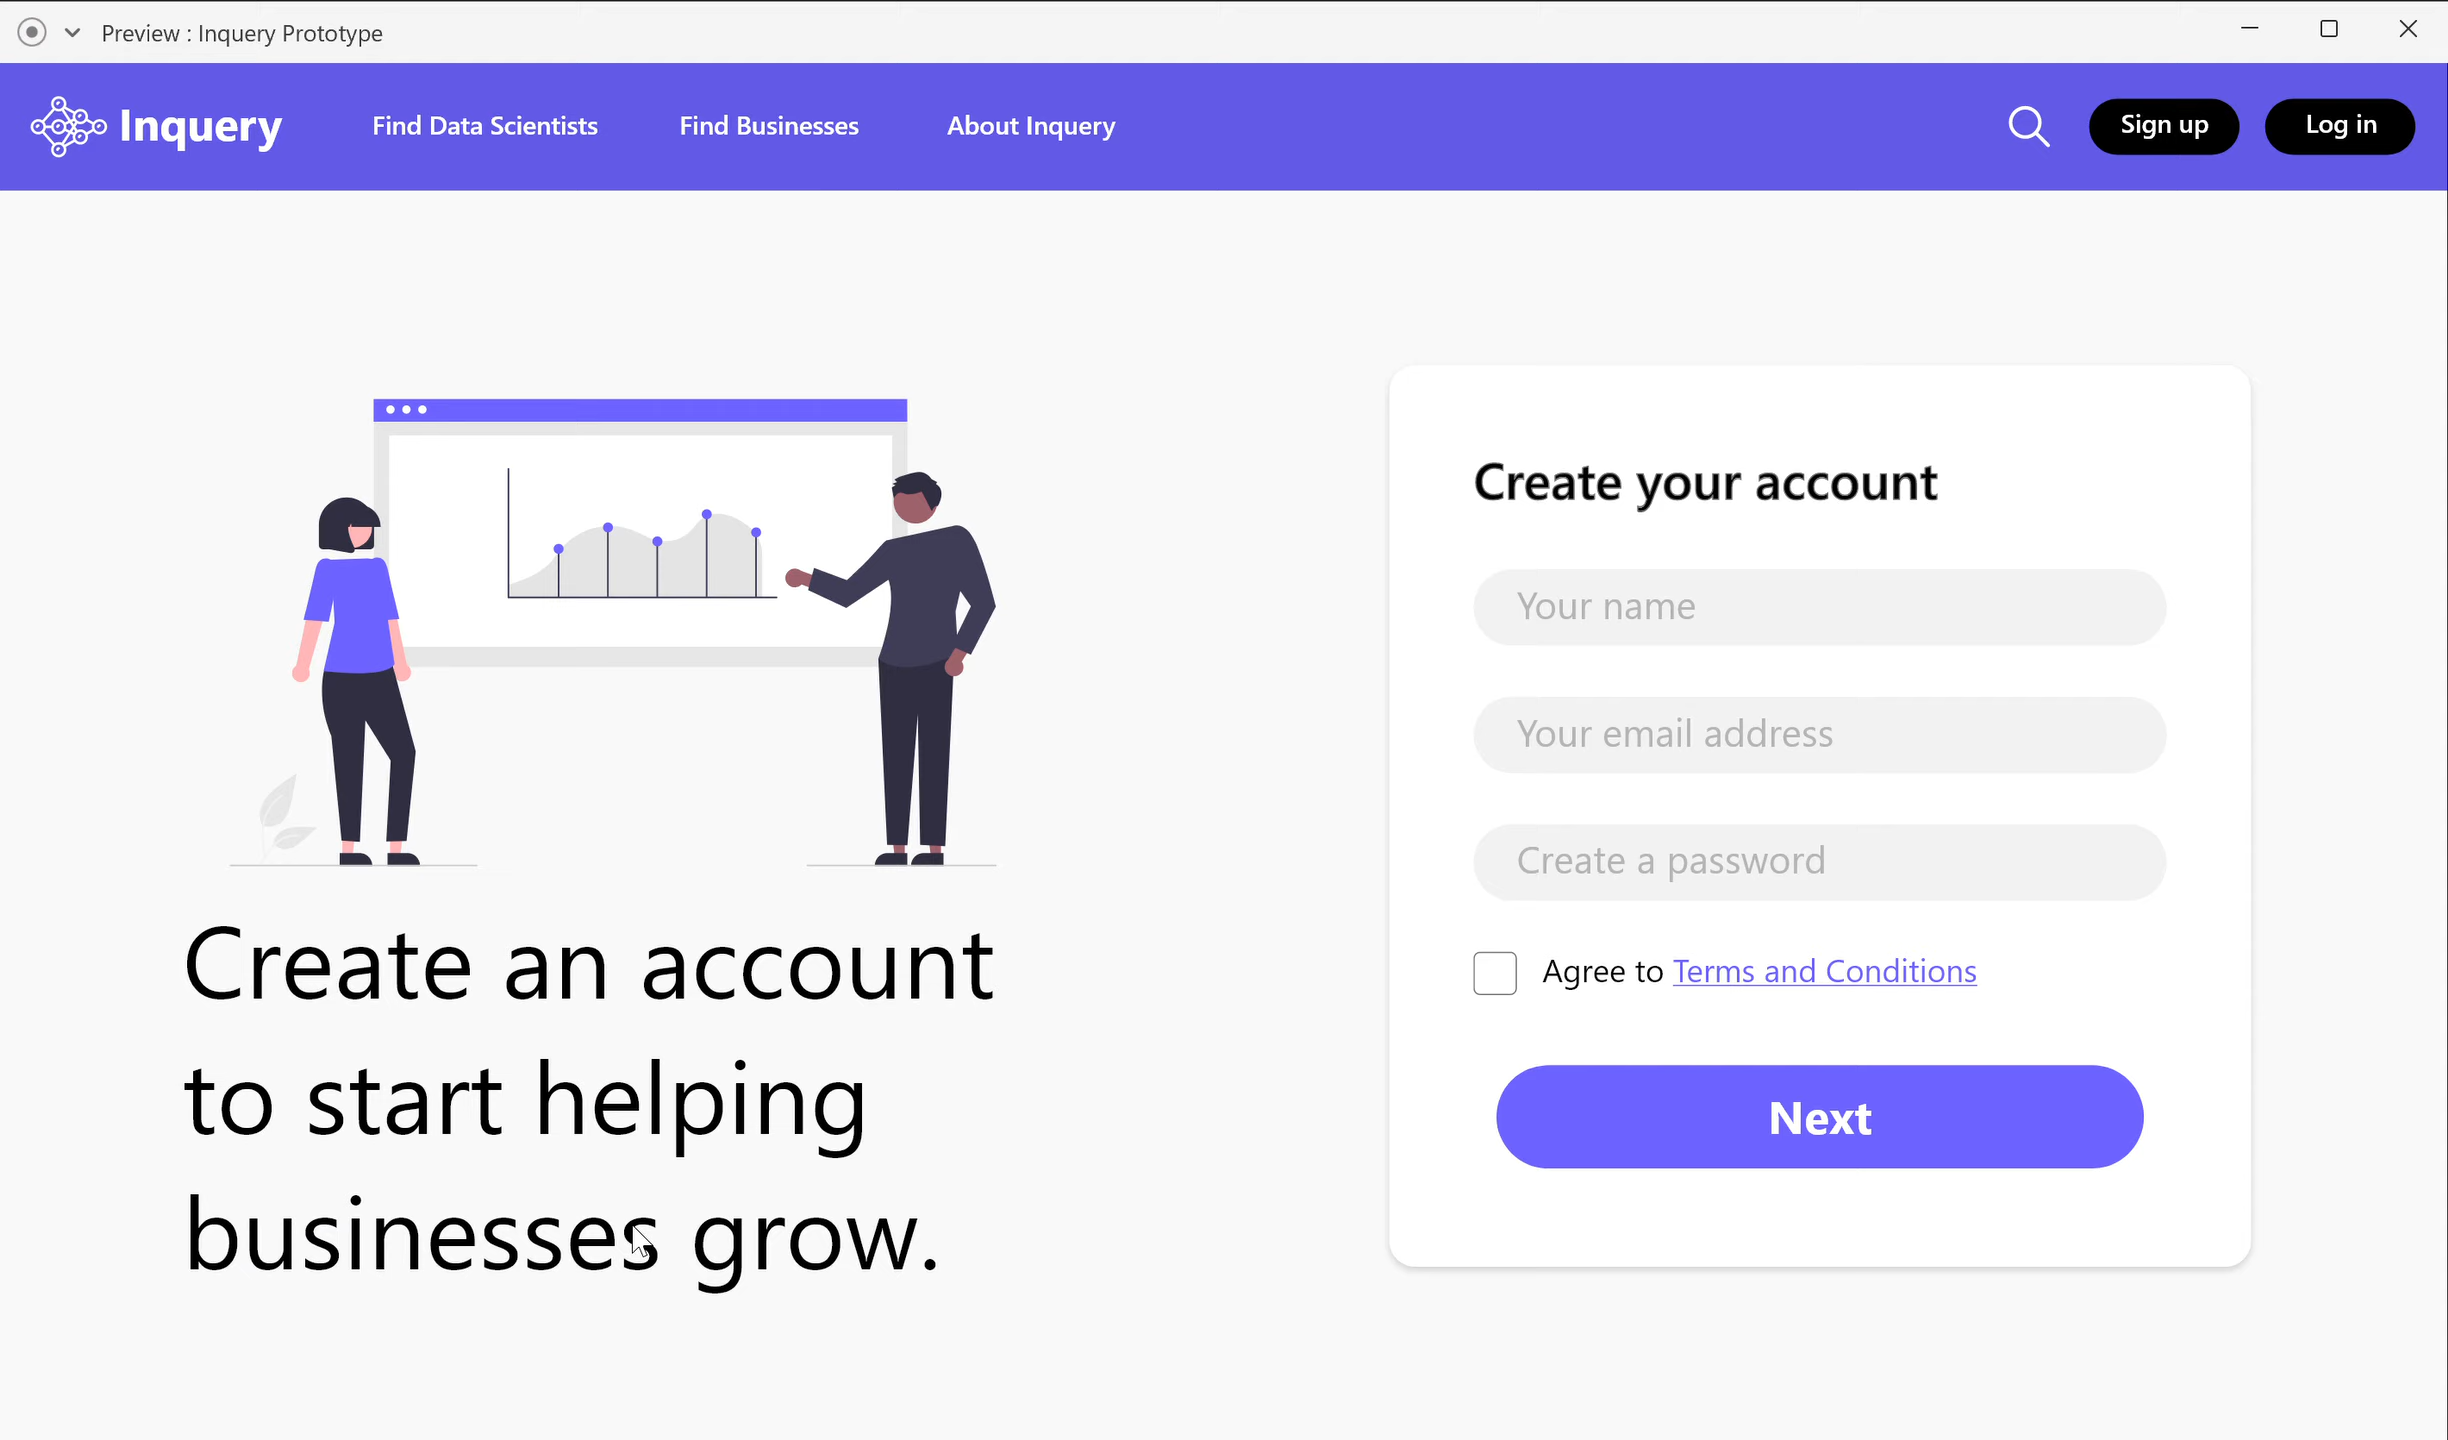 Preview : Inquery Prototype
Inquery
Find Data Scientists
Find Businesses
About Inquery
Sign up
Log in
Create an account
to start helping
businesses grow.
Create your account
Your name
Your email address
Create a password
Agree to Terms and Conditions
Next